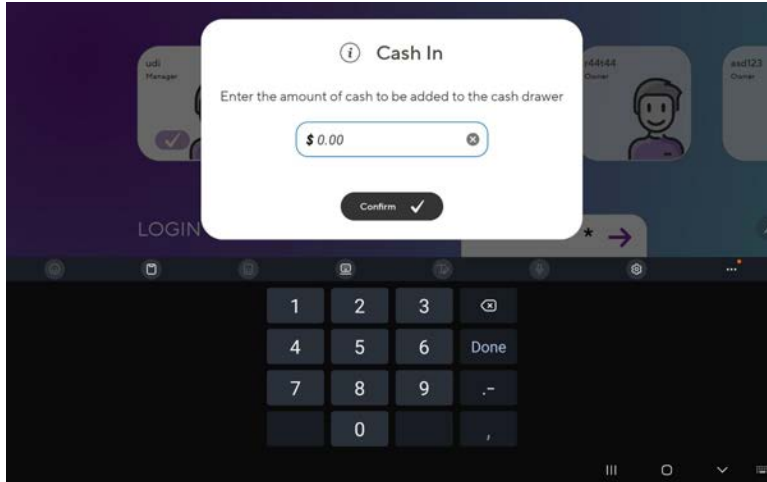 Cash In
Enter the amount of cash to be added to the cash drawer
$ 0.00
Confirm
udi
Manager
r44t44
Owner
asd123
Owner
LOGIN
*
1 2 3
4 5 6 Done
7 8 9 .-
0 ,